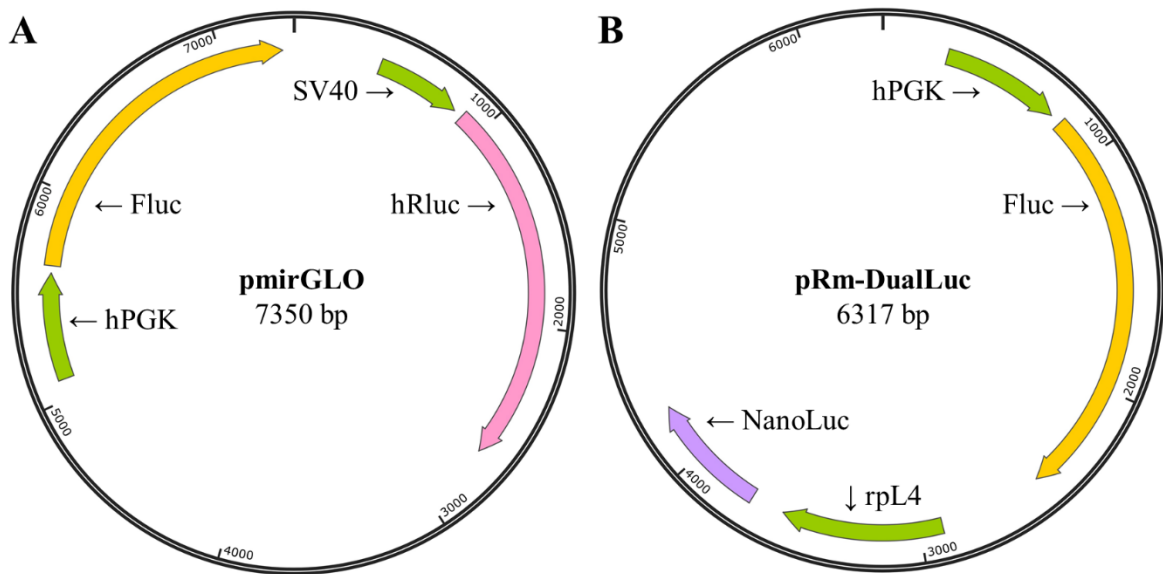 A
7000
SV40 →
1000
6000
← Fluc
hRluc →
pmirGLO
7350 bp
← hPGK
2000
5000
3000
4000
B
6000
hPGK →
1000
5000
Fluc →
pRm-DualLuc
6317 bp
2000
← NanoLuc
4000
↓ rpL4
3000